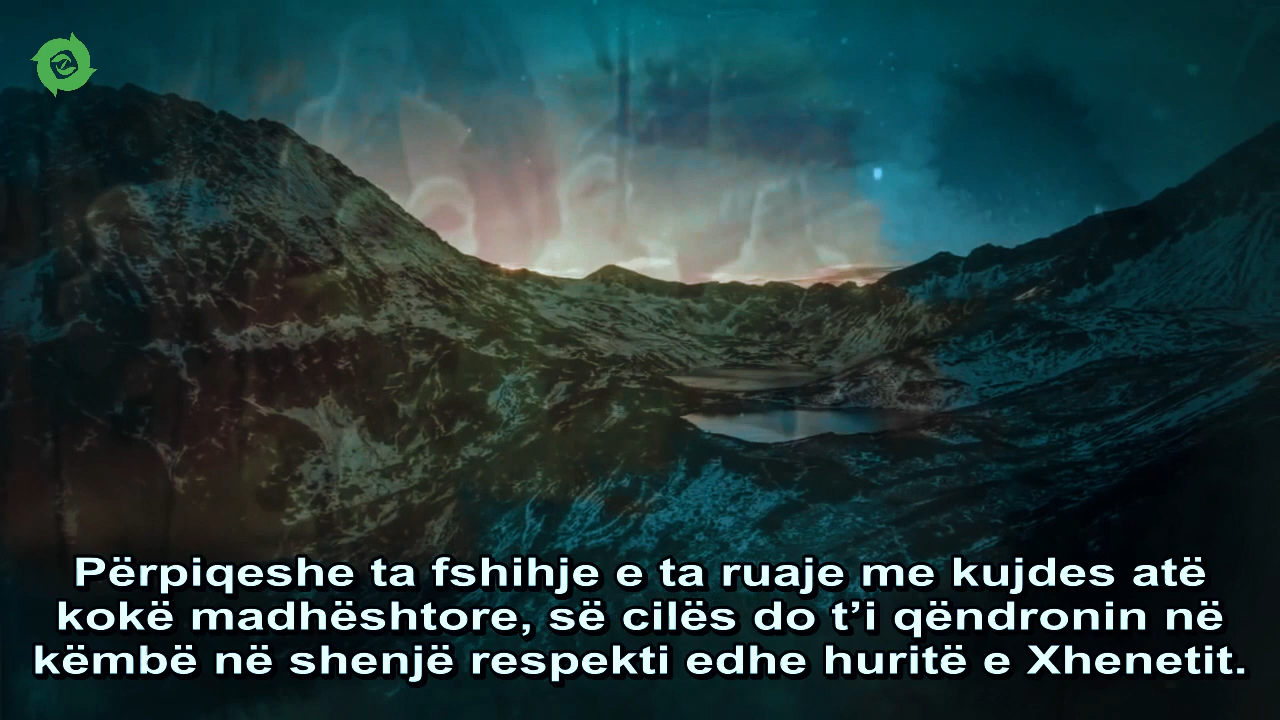 Përpiqeshe ta fshihje e ta ruaje me kujdes atë
kokë madhështore, së cilës do t’i qëndronin në
këmbë në shenjë respekti edhe huritë e Xhenetit.